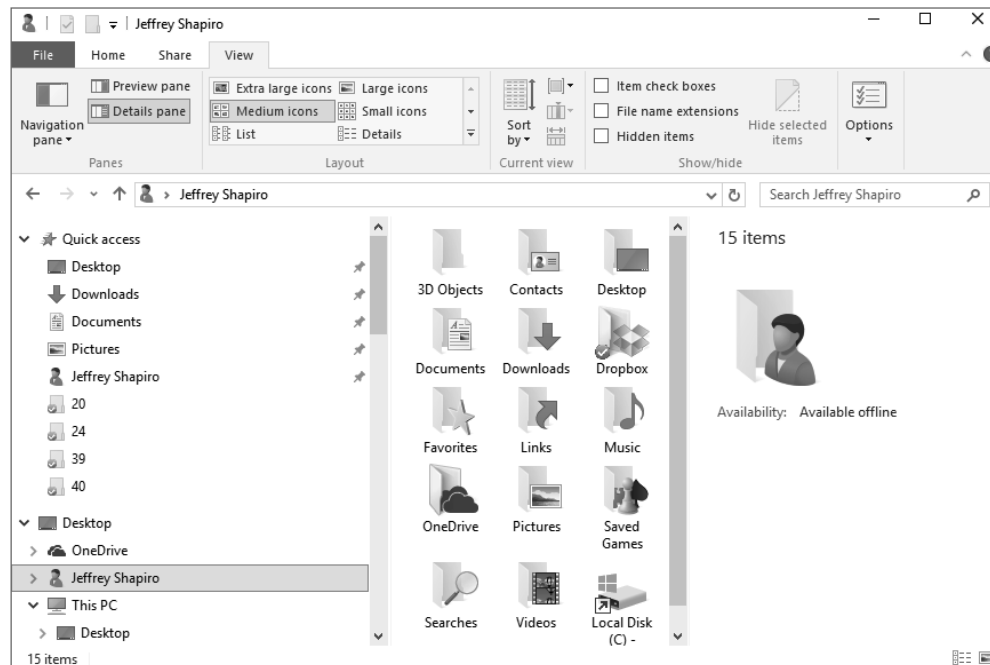 Jeffrey Shapiro
File Home Share View
Preview pane
Details pane
Navigation
pane
Panes
Extra large icons Large icons
Medium icons Small icons
List Details
Layout
Sort
by
Current view
Item check boxes
File name extensions
Hidden items
Hide selected
items
Show/hide
Options
Jeffrey Shapiro
Search Jeffrey Shapiro
Quick access
Desktop
Downloads
Documents
Pictures
Jeffrey Shapiro
20
24
39
40
Desktop
OneDrive
Jeffrey Shapiro
This PC
Desktop
3D Objects Contacts Desktop
Documents Downloads Dropbox
Favorites Links Music
OneDrive Pictures Saved
Games
Searches Videos Local Disk
(C) -
15 items
Availability: Available offline
15 items